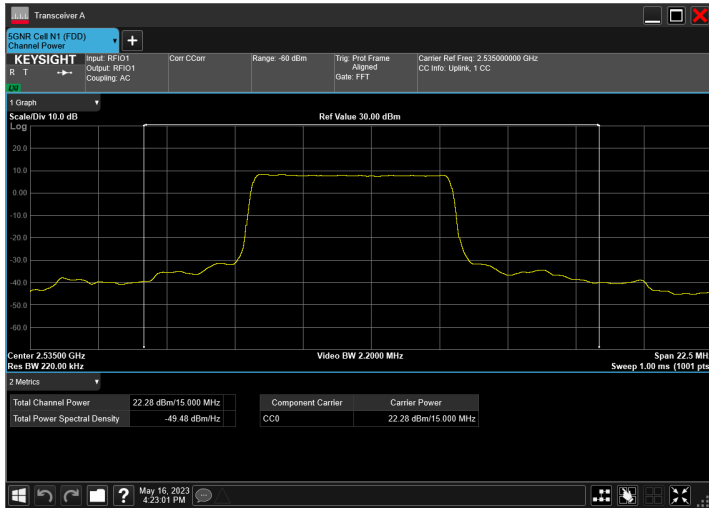 Transceiver A
5GNR Cell N1 (FDD)
Channel Power
KEYSIGHT
R T
LXI
Input: RFIO1
Output: RFIO1
Coupling: AC
Corr CCorr
Range: -60 dBm
Trig: Prot Frame
Aligned
Gate: FFT
Carrier Ref Freq: 2.535000000 GHz
CC Info: Uplink, 1 CC
1 Graph
Scale/Div 10.0 dB
Ref Value 30.00 dBm
Log
20.0
10.0
0.00
-10.0
-20.0
-30.0
-40.0
-50.0
-60.0
Center 2.53500 GHz
Video BW 2.2000 MHz
Span 22.5 MH
Res BW 220.00 kHz
Sweep 1.00 ms (1001 pts
2 Metrics
Total Channel Power 22.28 dBm/15.000 MHz
Total Power Spectral Density -49.48 dBm/Hz
Component Carrier Carrier Power
CC0 22.28 dBm/15.000 MHz
?
May 16, 2023
4:23:01 PM